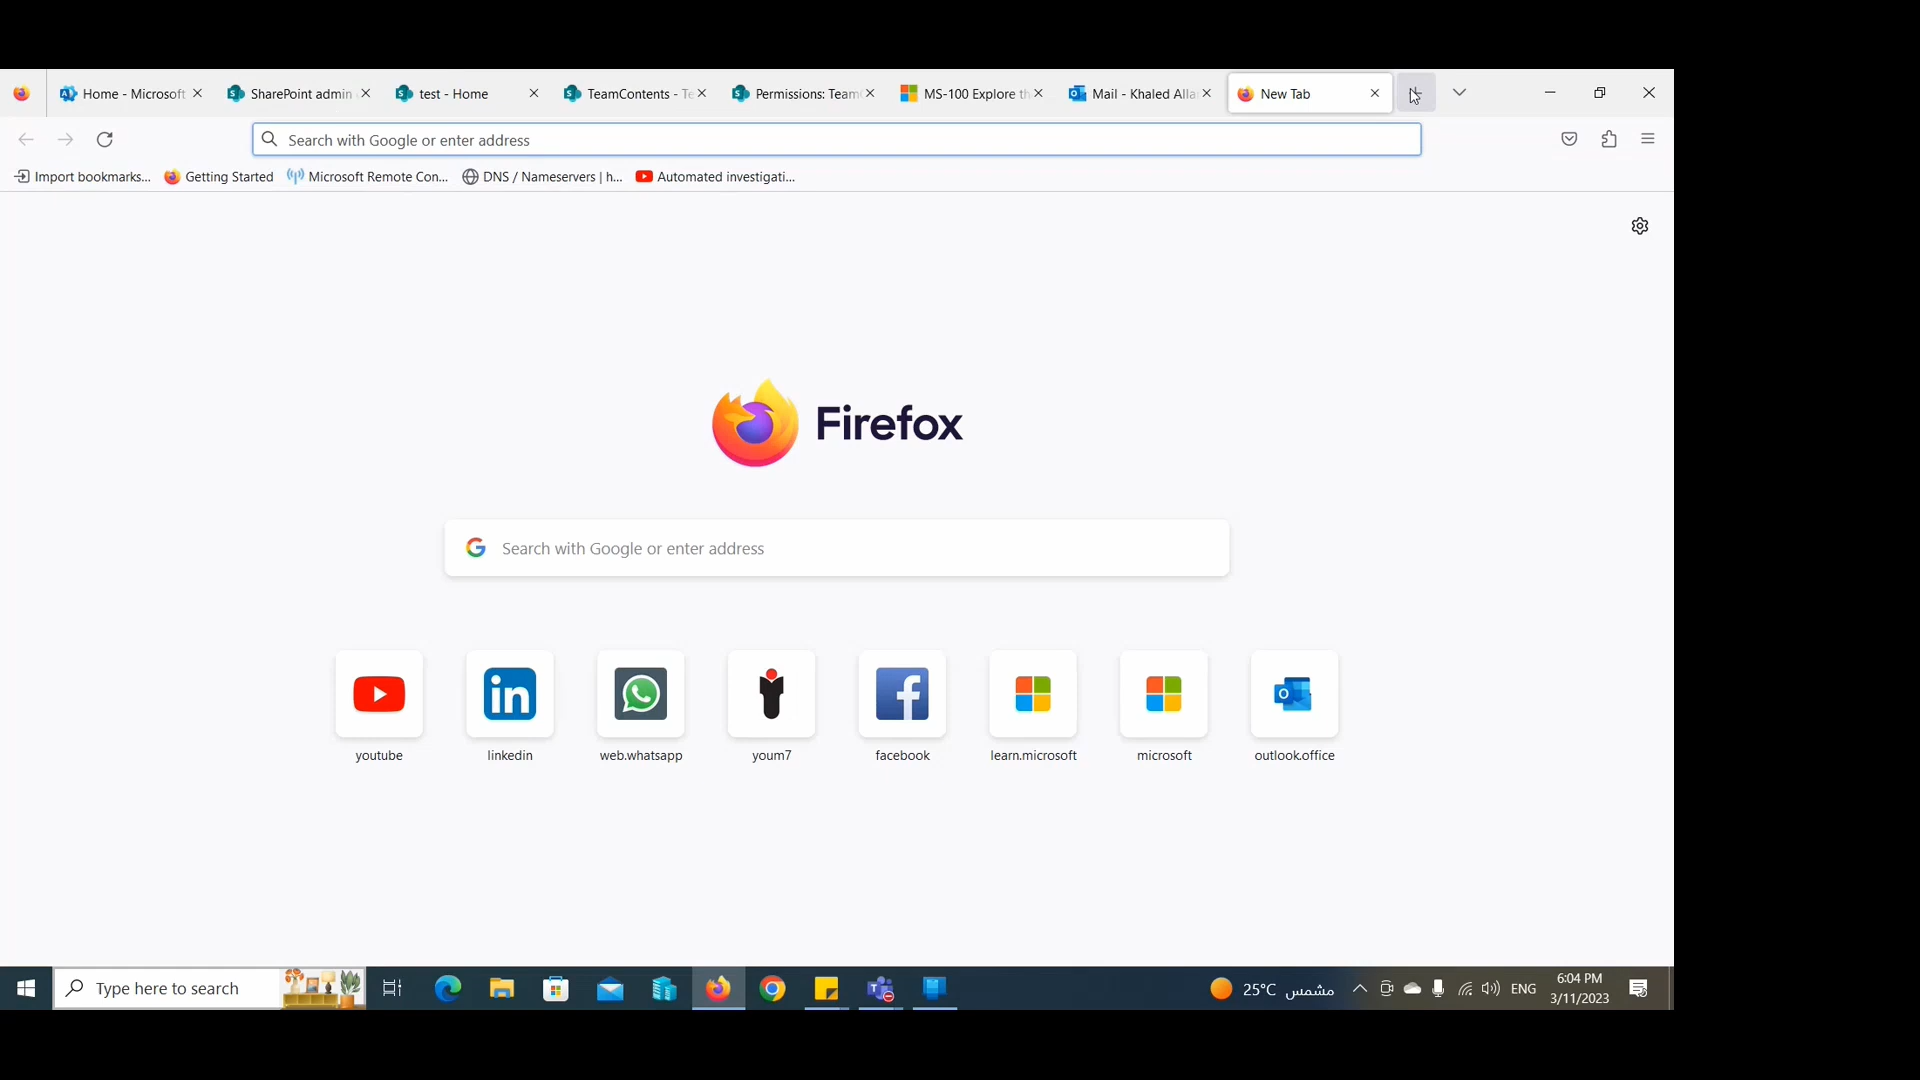 Home - Microsoft
SharePoint admin
test - Home
TeamContents - Te
Permissions: Team
MS-100 Explore th
Mail - Khaled Alla
New Tab
Search with Google or enter address
Import bookmarks...
Getting Started
Microsoft Remote Con...
DNS / Nameservers | h...
Automated investigati...
Firefox
Search with Google or enter address
youtube
linkedin
web.whatsapp
youm7
facebook
learn.microsoft
microsoft
outlook.office
Type here to search
25°C مشمس
ENG
6:04 PM
3/11/2023